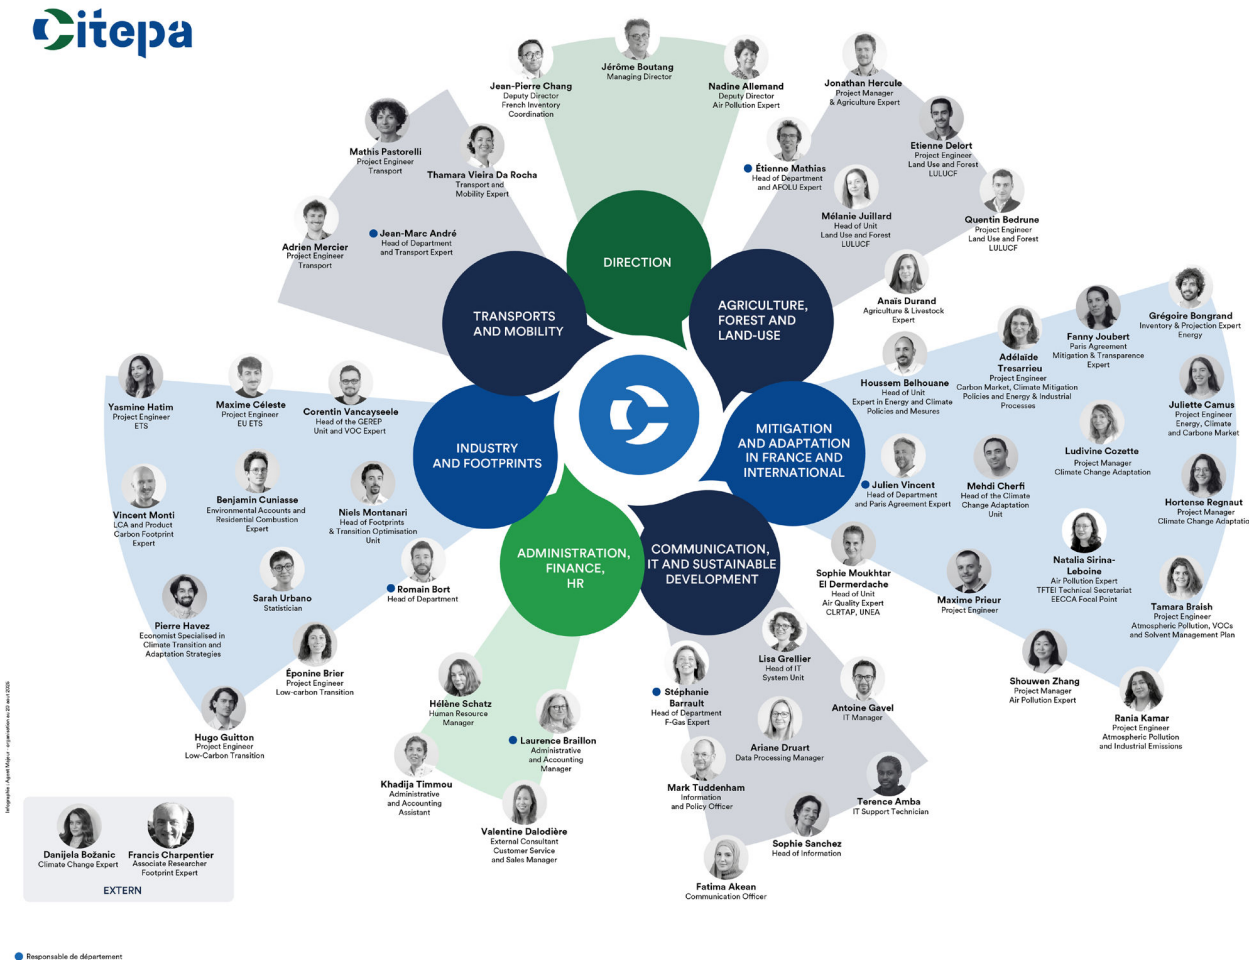 Citepa
Jérôme Boutang
Managing Director
Jean-Pierre Chang
Deputy Director
French Inventory
Coordination
Nadine Allemand
Deputy Director
Air Pollution Expert
DIRECTION
Mathis Pastorelli
Project Engineer
Transport
Thamara Vieira Da Rocha
Transport and
Mobility Expert
Adrien Mercier
Project Engineer
Transport
Jean-Marc André
Head of Department
and Transport Expert
TRANSPORTS
AND MOBILITY
Jonathan Hercule
Project Manager
& Agriculture Expert
Etienne Delort
Project Engineer
Land Use and Forest
LULUCF
Étienne Mathias
Head of Department
and AFOLU Expert
Mélanie Juillard
Head of Unit
Land Use and Forest
LULUCF
Quentin Bedrune
Project Engineer
Land Use and Forest
LULUCF
Anaïs Durand
Agriculture & Livestock
Expert
AGRICULTURE,
FOREST AND
LAND-USE
Grégoire Bongrand
Inventory & Projection Expert
Energy
Fanny Joubert
Paris Agreement
Mitigation & Transparence
Expert
Adélaïde
Tresarrieu
Project Engineer
Carbon Market, Climate Mitigation
Policies and Energy & Industrial
Processes
Houssem Belhouane
Head of Unit
Expert in Energy and Climate
Policies and Mesures
Juliette Camus
Project Engineer
Energy, Climate
and Carbone Market
Ludivine Cozette
Project Manager
Climate Change Adaptation
Julien Vincent
Head of Department
and Paris Agreement Expert
Mehdi Cherfi
Head of the Climate
Change Adaptation
Unit
Hortense Regnaut
Project Manager
Climate Change Adaptatio
Sophie Moukhtar
El Dermerdache
Head of Unit
Air Quality Expert
CLRTAP, UNEA
Maxime Prieur
Project Engineer
Natalia Sirina-
Leboine
Air Pollution Expert
TFTEI Technical Secretariat
EECCA Focal Point
Tamara Braish
Project Engineer
Atmospheric Pollution, VOCs
and Solvent Management Plan
Shouwen Zhang
Project Manager
Air Pollution Expert
Rania Kamar
Project Engineer
Atmospheric Pollution
and Industrial Emissions
MITIGATION
AND ADAPTATION
IN FRANCE AND
INTERNATIONAL
Yasmine Hatim
Project Engineer
ETS
Maxime Céleste
Project Engineer
EU ETS
Corentin Vancayseele
Head of the GEREP
Unit and VOC Expert
Vincent Monti
LCA and Product
Carbon Footprint
Expert
Benjamin Cuniasse
Environmental Accounts and
Residential Combustion
Expert
Niels Montanari
Head of Footprints
& Transition Optimisation
Unit
Pierre Havez
Economist Specialised in
Climate Transition and
Adaptation Strategies
Sarah Urbano
Statistician
Romain Bort
Head of Department
Éponine Brier
Project Engineer
Low-carbon Transition
Hugo Guitton
Project Engineer
Low-Carbon Transition
INDUSTRY
AND FOOTPRINTS
ADMINISTRATION,
FINANCE,
HR
Hélène Schatz
Human Resource
Manager
Laurence Braillon
Administrative
and Accounting
Manager
Khadija Timmou
Administrative
and Accounting
Assistant
Valentine Dalodière
External Consultant
Customer Service
and Sales Manager
COMMUNICATION,
IT AND SUSTAINABLE
DEVELOPMENT
Lisa Grellier
Head of IT
System Unit
Stéphanie
Barrault
Head of Department
F-Gas Expert
Antoine Gavel
IT Manager
Ariane Druart
Data Processing Manager
Mark Tuddenham
Information
and Policy Officer
Terence Amba
IT Support Technician
Sophie Sanchez
Head of Information
Fatima Akean
Communication Officer
Danijela Božanic
Climate Change Expert
Francis Charpentier
Associate Researcher
Footprint Expert
EXTERN
Responsable de département